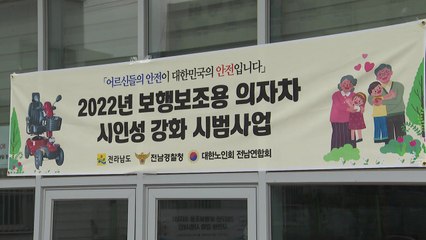 「어르신들의 안전이 대한민국의 안전입니다」
2022년 보행보조용 의자차
시인성 강화 시범사업
전라남도 전남경찰청 대한노인회 전남연합회